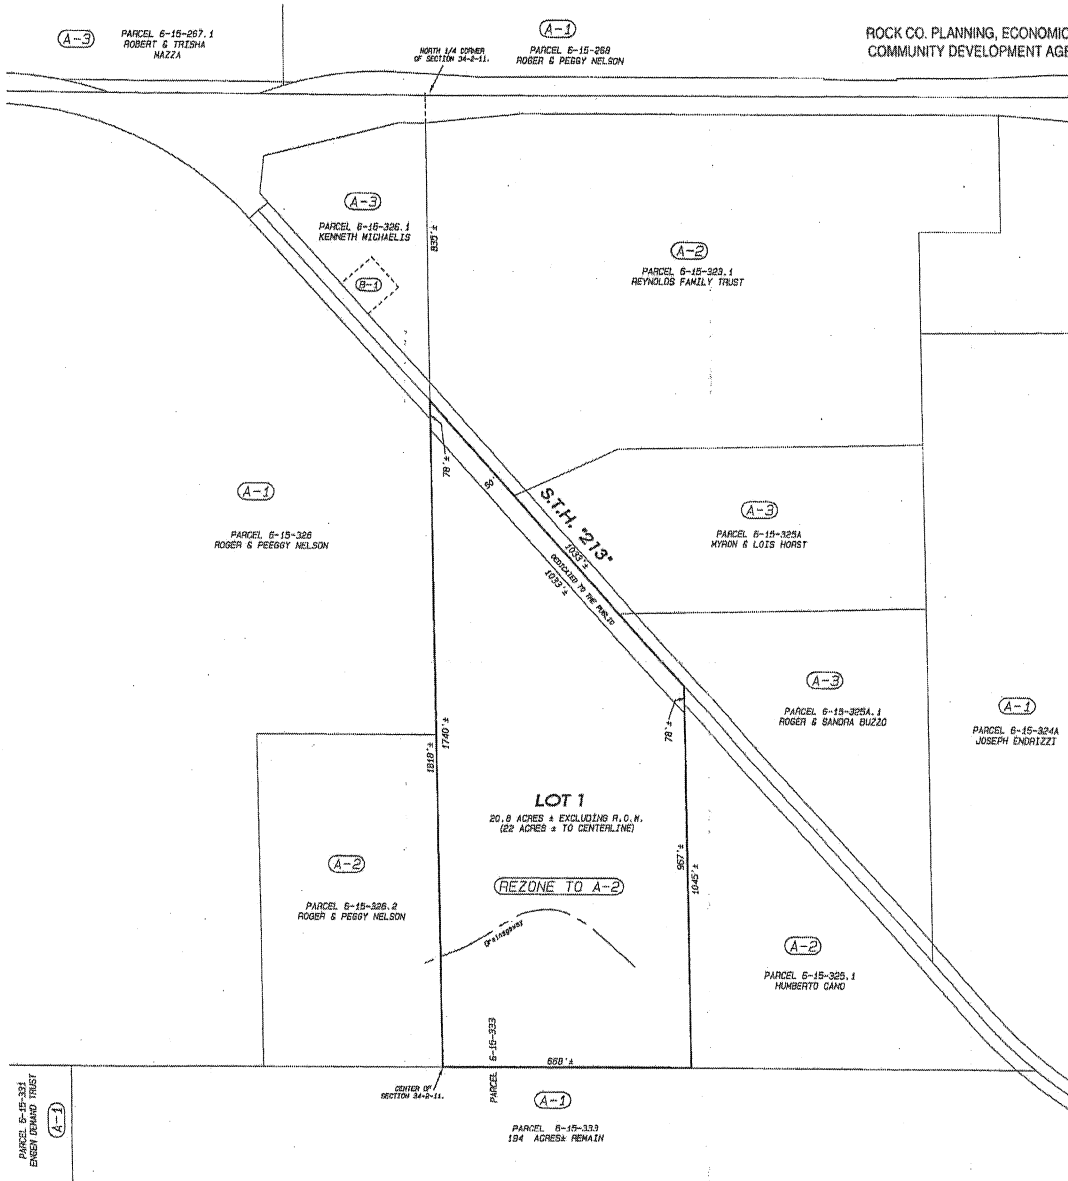 A-3
PARCEL 6-15-267.1
ROBERT & TRISHA
MAZZA
A-1
PARCEL 6-15-268
ROGER & PEGGY NELSON
NORTH 1/4 CORNER
OF SECTION 34-2-11.
ROCK CO. PLANNING, ECONOMIC
COMMUNITY DEVELOPMENT AGE
A-3
PARCEL 6-15-326.1
KENNETH MICHAELIS
B-1
835'±
A-2
PARCEL 6-15-323.1
REYNOLDS FAMILY TRUST
A-1
PARCEL 6-15-326
ROGER & PEEGGY NELSON
78'±
S.T.H. "213"
1033'±
DEDICATED TO THE PUBLIC
1033'±
A-3
PARCEL 6-15-325A
MYRON & LOIS HORST
A-3
PARCEL 6-15-325A.1
ROGER & SANDRA BUZZO
A-1
PARCEL 6-15-324A
JOSEPH ENDRIZZI
78'±
1818'±
1740'±
LOT 1
20.8 ACRES ± EXCLUDING R.O.W.
(22 ACRES ± TO CENTERLINE)
967'±
1045'±
REZONE TO A-2
A-2
PARCEL 6-15-326.2
ROGER & PEGGY NELSON
Drainageway
A-2
PARCEL 6-15-325.1
HUMBERTO CANO
PARCEL 6-15-333
668'±
CENTER OF
SECTION 34-2-11.
A-1
PARCEL 6-15-333
194 ACRES± REMAIN
PARCEL 6-15-331
ENGEN DEMAND TRUST
A-1